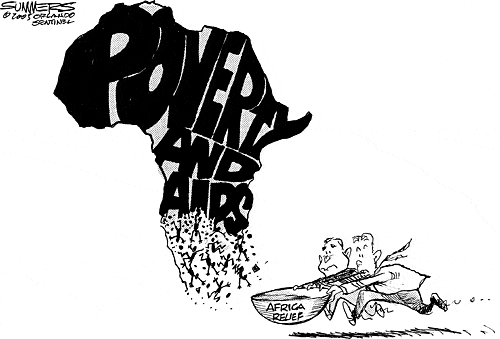 SUMMERS
©2005 ORLANDO
SENTINEL
POVERTY
AND
AIDS
AFRICA
RELIEF